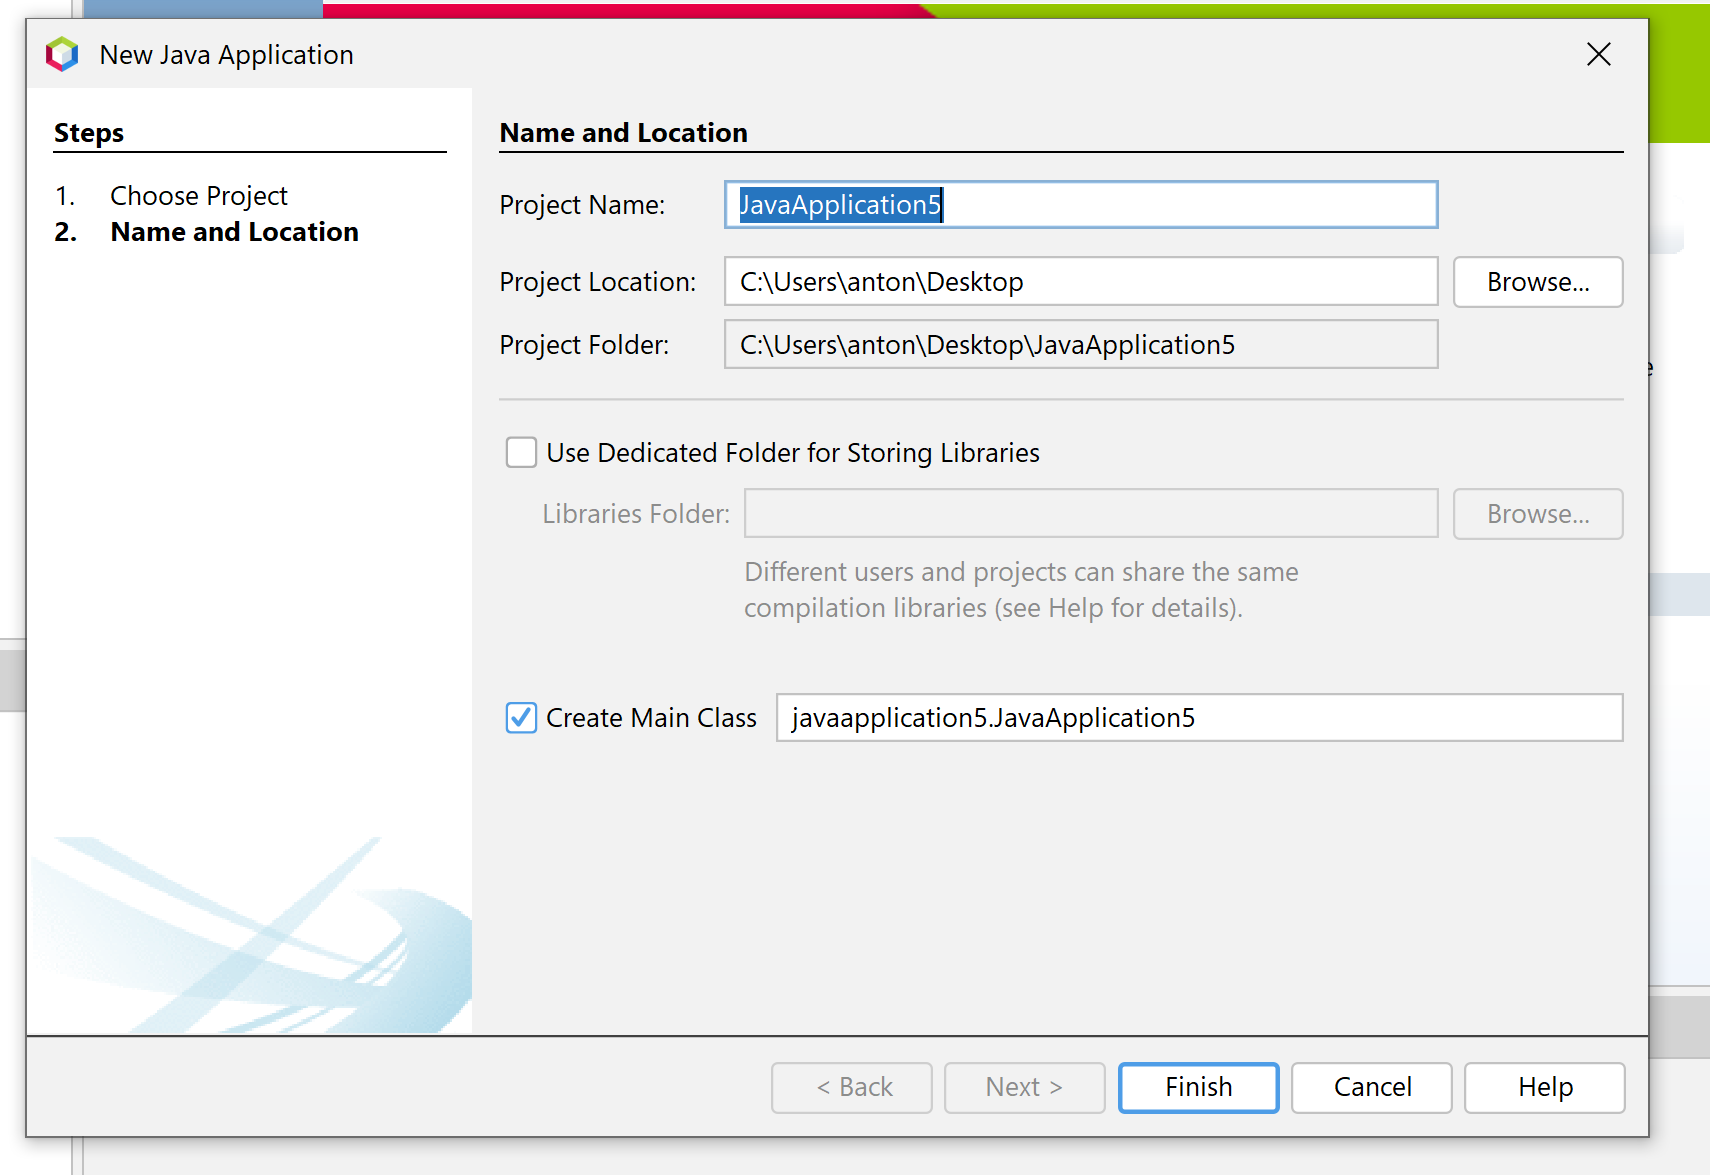 New Java Application
Steps
1. Choose Project
2. Name and Location
Name and Location
Project Name: JavaApplication5
Project Location: C:\Users\anton\Desktop Browse...
Project Folder: C:\Users\anton\Desktop\JavaApplication5
Use Dedicated Folder for Storing Libraries
Libraries Folder: Browse...
Different users and projects can share the same
compilation libraries (see Help for details).
Create Main Class javaapplication5.JavaApplication5
< Back Next > Finish Cancel Help